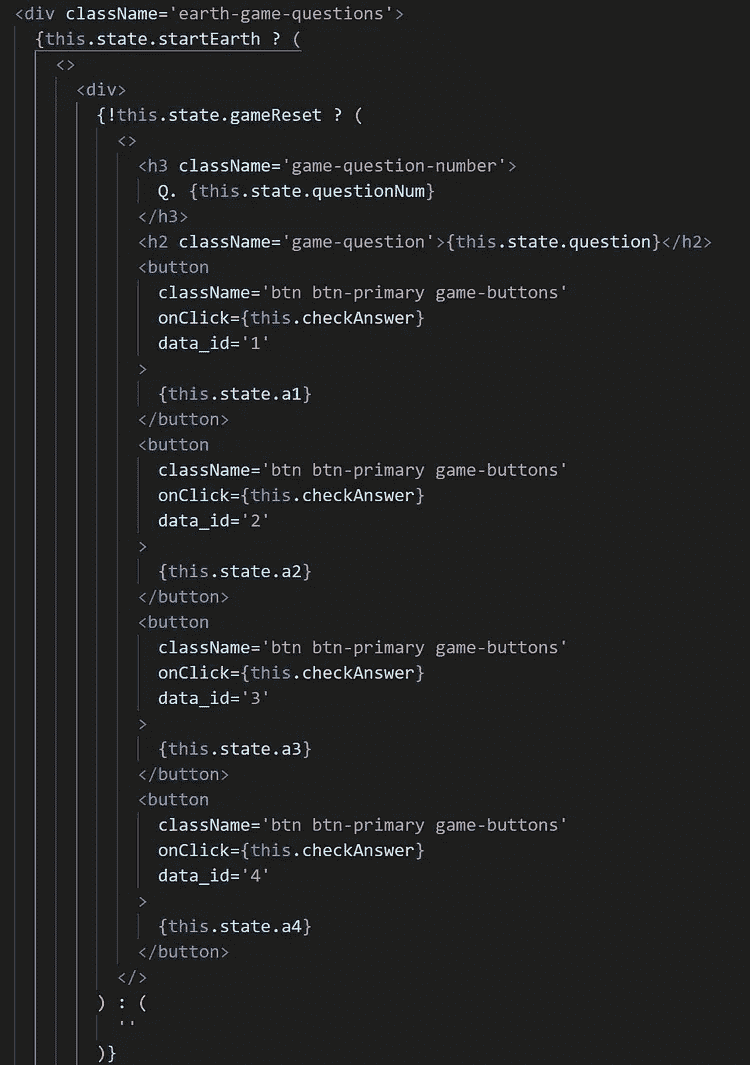 <div className='earth-game-questions'>
{this.state.startEarth ? (
<>
<div>
{!this.state.gameReset ? (
<>
<h3 className='game-question-number'>
Q. {this.state.questionNum}
</h3>
<h2 className='game-question'>{this.state.question}</h2>
<button
className='btn btn-primary game-buttons'
onClick={this.checkAnswer}
data_id='1'
>
{this.state.a1}
</button>
<button
className='btn btn-primary game-buttons'
onClick={this.checkAnswer}
data_id='2'
>
{this.state.a2}
</button>
<button
className='btn btn-primary game-buttons'
onClick={this.checkAnswer}
data_id='3'
>
{this.state.a3}
</button>
<button
className='btn btn-primary game-buttons'
onClick={this.checkAnswer}
data_id='4'
>
{this.state.a4}
</button>
</>
) : (
''
)}